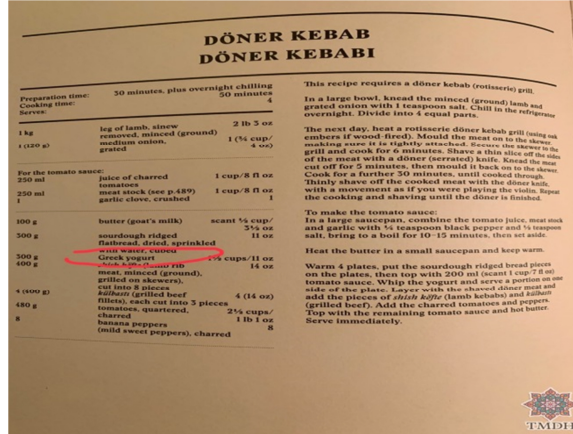 DÖNER KEBAB
DÖNER KEBABI
Preparation time: 30 minutes, plus overnight chilling
Cooking time: 50 minutes
Serves: 4
1 kg leg of lamb, sinew 2 lb 3 oz
removed, minced (ground)
1 (120 g) medium onion, 1 (¾ cup/
grated 4 oz)
For the tomato sauce:
250 ml juice of charred 1 cup/8 fl oz
tomatoes
250 ml meat stock (see p.489) 1 cup/8 fl oz
1 garlic clove, crushed 1
100 g butter (goat's milk) scant ½ cup/
3½ oz
300 g sourdough ridged 11 oz
flatbread, dried, sprinkled
with water, cubed
300 g Greek yogurt cups/11 oz
400 g 14 oz
meat, minced (ground),
grilled on skewers),
cut into 8 pieces
4 (400 g) külbastı (grilled beef 4 (14 oz)
fillets), each cut into 3 pieces
480 g tomatoes, quartered, 2⅓ cups/
charred 1 lb 1 oz
8 banana peppers 8
(mild sweet peppers), charred
This recipe requires a döner kebab (rotisserie) grill.
In a large bowl, knead the minced (ground) lamb and
grated onion with 1 teaspoon salt. Chill in the refrigerator
overnight. Divide into 4 equal parts.
The next day, heat a rotisserie döner kebab grill (using oak
embers if wood-fired). Mould the meat on to the skewer,
making sure it is tightly attached. Secure the skewer to the
grill and cook for 6 minutes. Shave a thin slice off the sides
of the meat with a döner (serrated) knife. Knead the meat
cut off for 5 minutes, then mould it back on to the skewer.
Cook for a further 30 minutes, until cooked through.
Thinly shave off the cooked meat with the döner knife,
with a movement as if you were playing the violin. Repeat
the cooking and shaving until the döner is finished.
To make the tomato sauce:
In a large saucepan, combine the tomato juice, meat stock
and garlic with ½ teaspoon black pepper and ½ teaspoon
salt, bring to a boil for 10–15 minutes, then set aside.
Heat the butter in a small saucepan and keep warm.
Warm 4 plates, put the sourdough ridged bread pieces
on the plates, then top with 200 ml (scant 1 cup/7 fl oz)
tomato sauce. Whip the yogurt and serve a portion on one
side of the plate. Layer with the shaved döner meat and
add the pieces of shish köfte (lamb kebabs) and külbastı
(grilled beef). Add the charred tomatoes and peppers.
Top with the remaining tomato sauce and hot butter.
Serve immediately.
TMDH